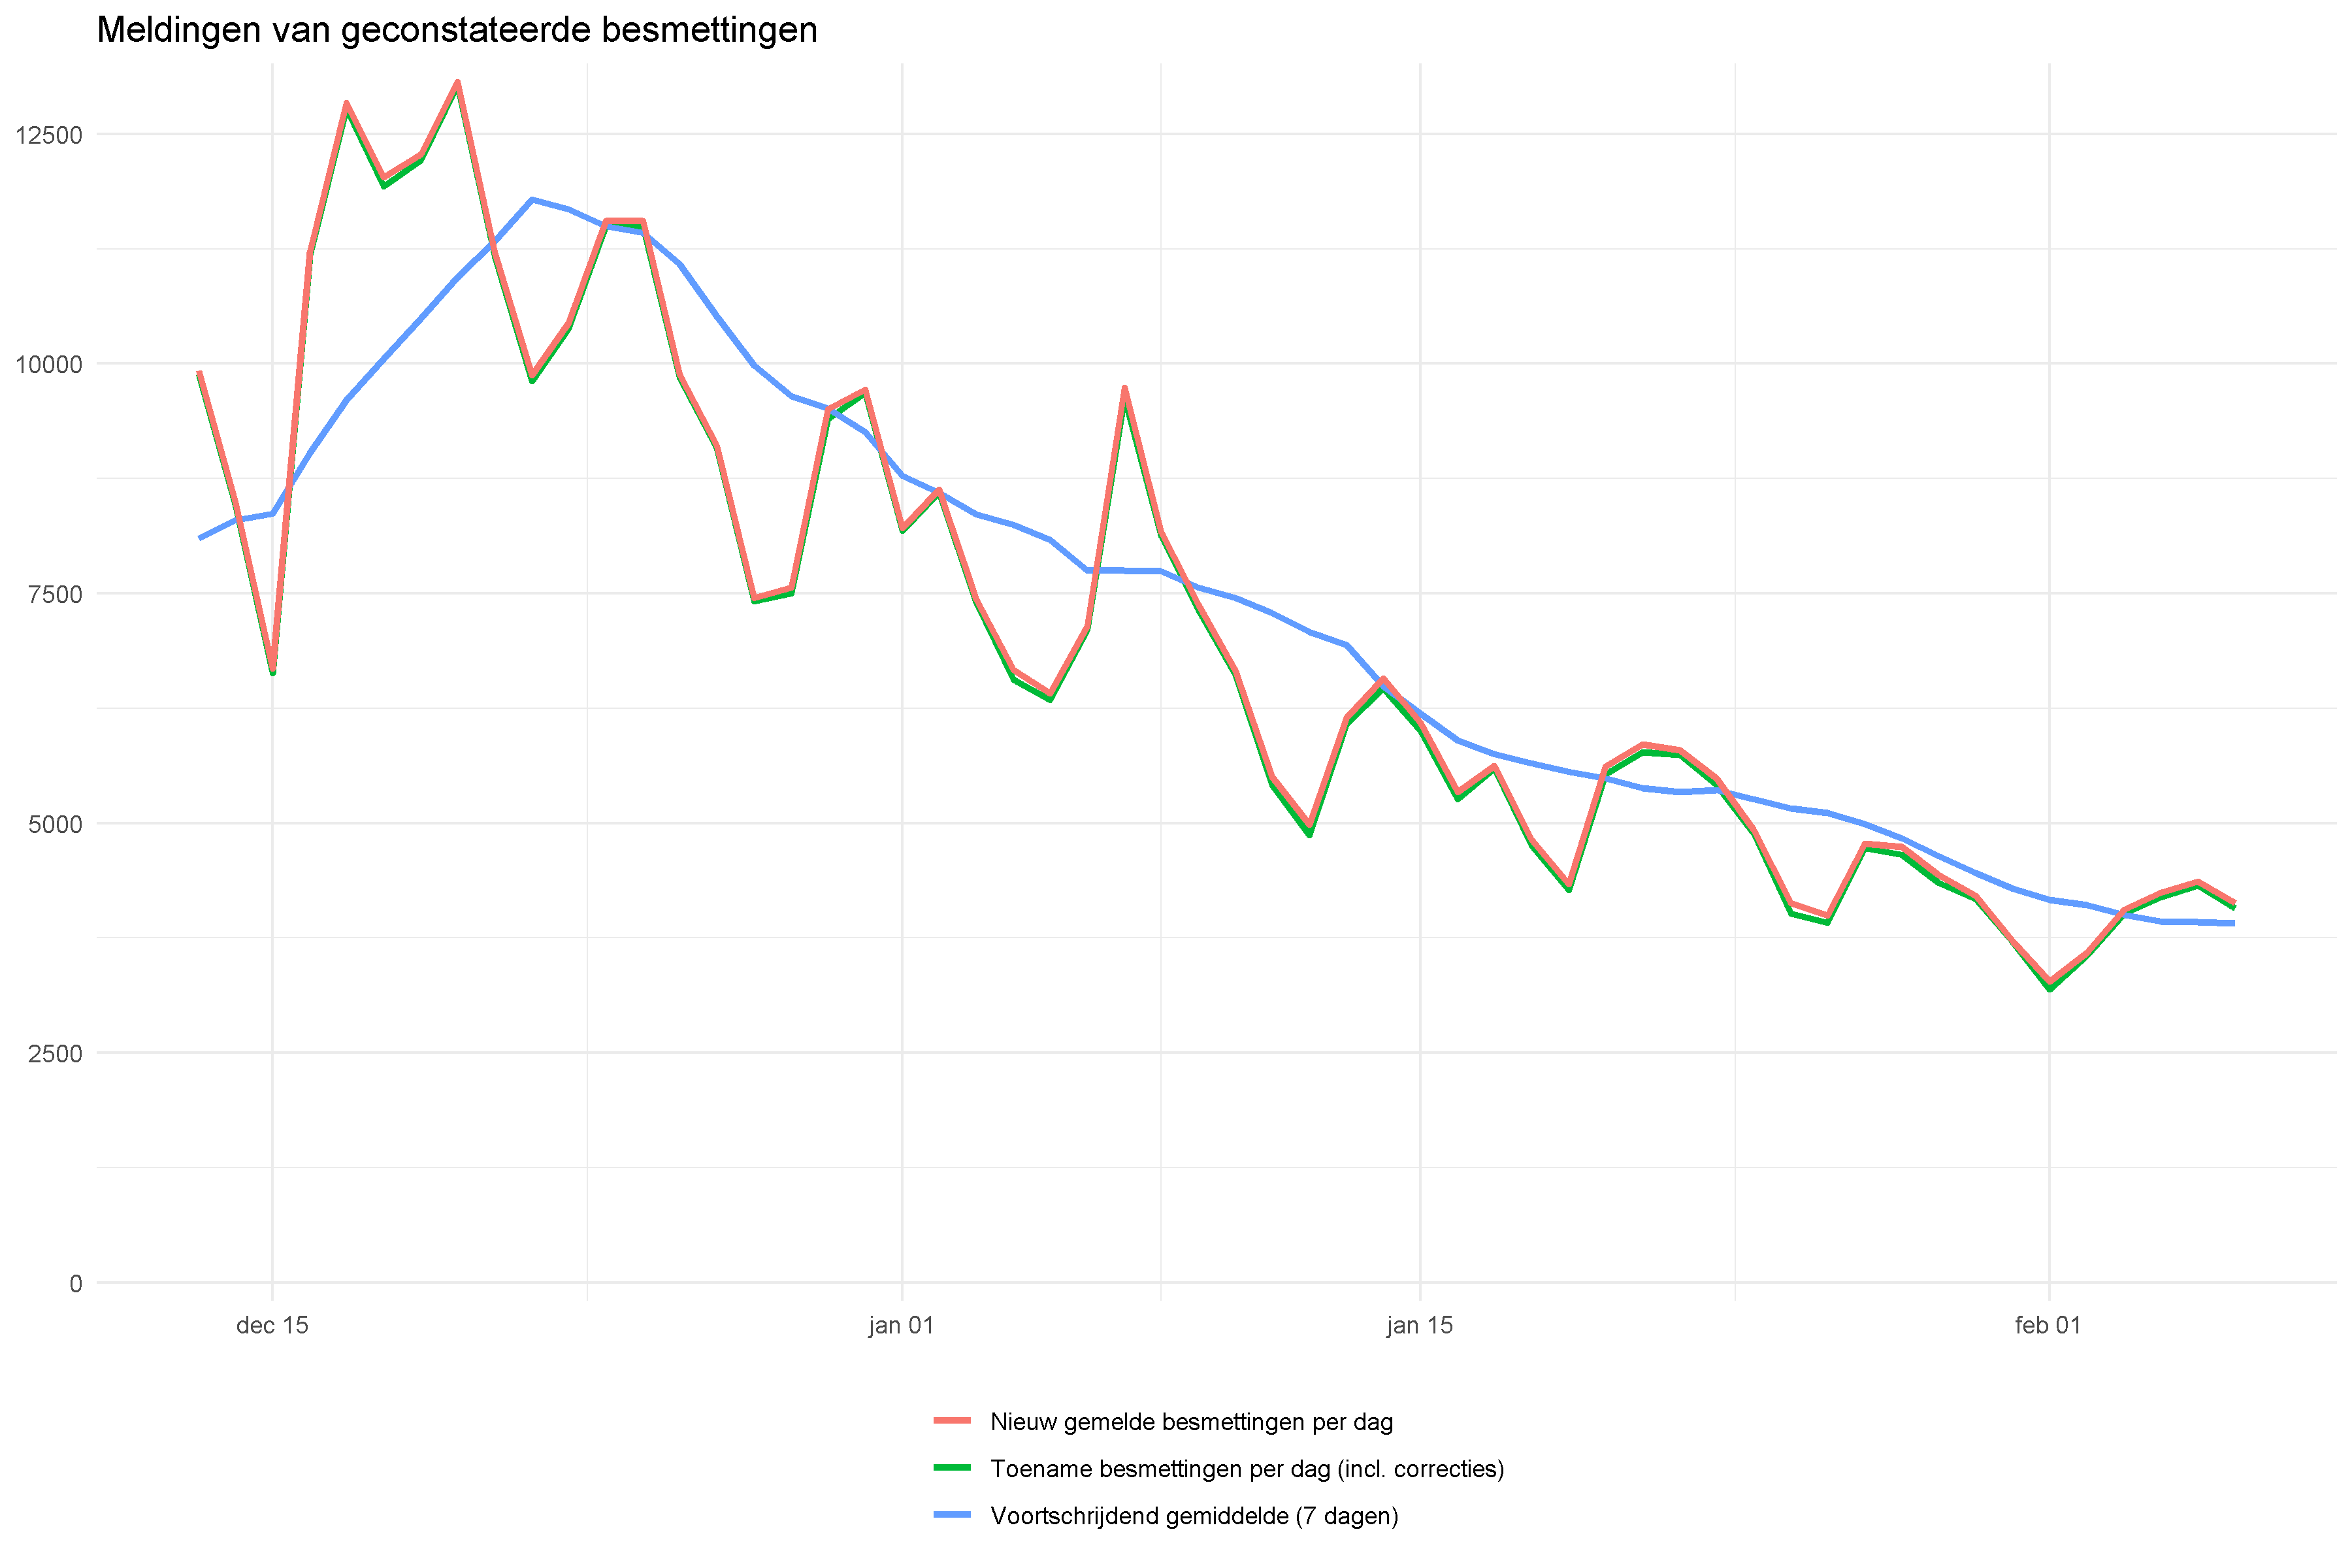 Meldingen van geconstateerde besmettingen
12500
10000
7500
5000
2500
0
dec 15
jan 01
jan 15
feb 01
Nieuw gemelde besmettingen per dag
Toename besmettingen per dag (incl. correcties)
Voortschrijdend gemiddelde (7 dagen)